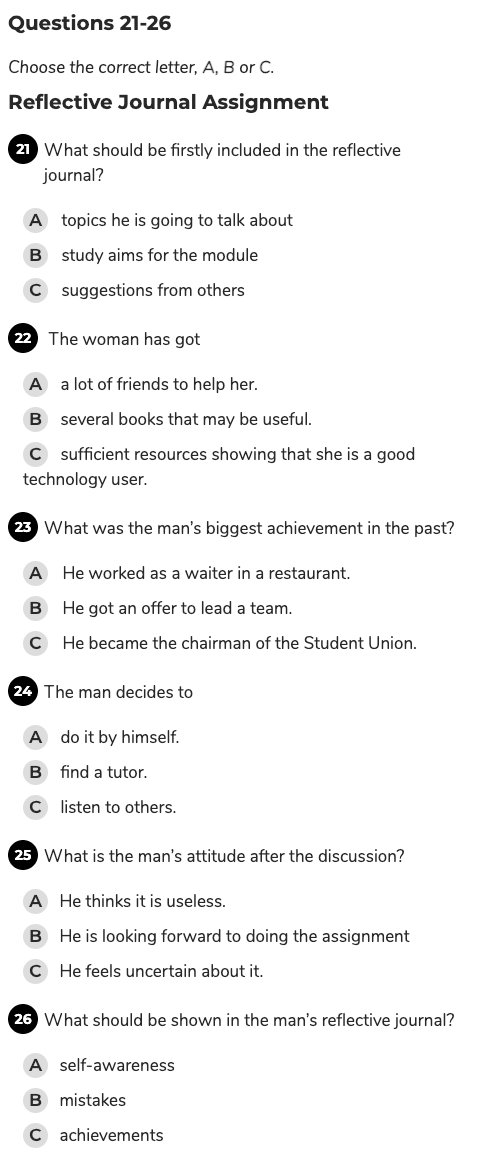 Questions 21-26
Choose the correct letter, A, B or C.
Reflective Journal Assignment
21 What should be firstly included in the reflective
journal?
A topics he is going to talk about
B study aims for the module
C suggestions from others
22 The woman has got
A a lot of friends to help her.
B several books that may be useful.
C sufficient resources showing that she is a good
technology user.
23 What was the man's biggest achievement in the past?
A He worked as a waiter in a restaurant.
B He got an offer to lead a team.
C He became the chairman of the Student Union.
24 The man decides to
A do it by himself.
B find a tutor.
C listen to others.
25 What is the man's attitude after the discussion?
A He thinks it is useless.
B He is looking forward to doing the assignment
C He feels uncertain about it.
26 What should be shown in the man's reflective journal?
A self-awareness
B mistakes
C achievements